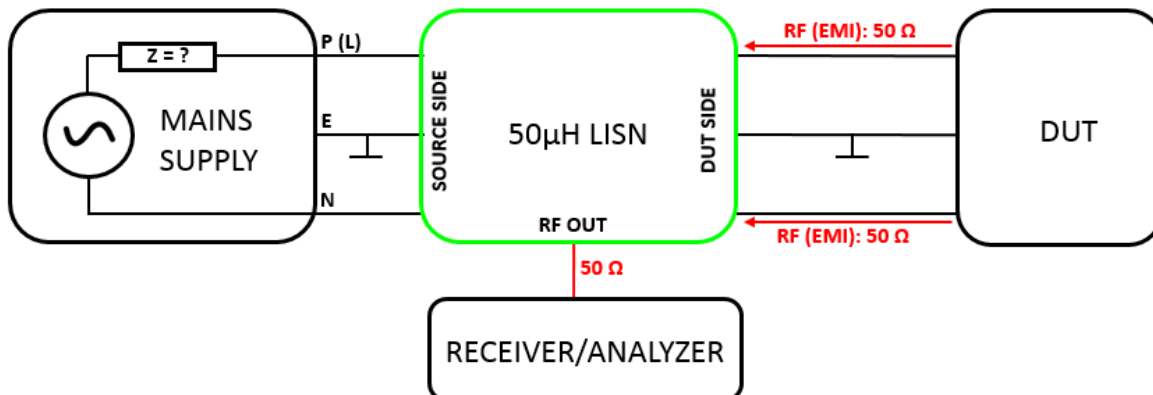 Z = ?
P (L)
E
N
MAINS
SUPPLY
SOURCE SIDE
50µH LISN
DUT SIDE
RF OUT
RF (EMI): 50 Ω
RF (EMI): 50 Ω
DUT
50 Ω
RECEIVER/ANALYZER